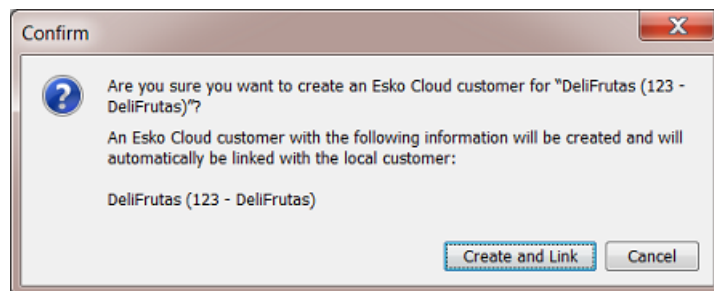 Confirm
Are you sure you want to create an Esko Cloud customer for "DeliFrutas (123 -
DeliFrutas)"?
An Esko Cloud customer with the following information will be created and will
automatically be linked with the local customer:
DeliFrutas (123 - DeliFrutas)
Create and Link
Cancel